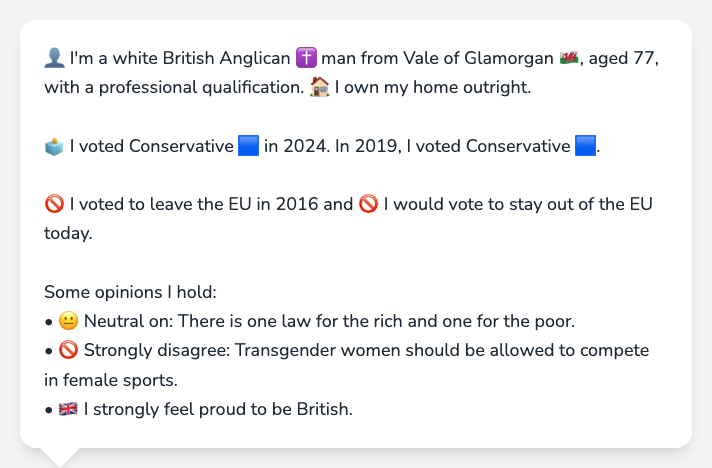 👤 I'm a white British Anglican ✝️ man from Vale of Glamorgan 🏴󠁧󠁢󠁷󠁬󠁳󠁿, aged 77,
with a professional qualification. 🏠 I own my home outright.
🗳️ I voted Conservative 🟦 in 2024. In 2019, I voted Conservative 🟦.
🚫 I voted to leave the EU in 2016 and 🚫 I would vote to stay out of the EU
today.
Some opinions I hold:
• 😐 Neutral on: There is one law for the rich and one for the poor.
• 🚫 Strongly disagree: Transgender women should be allowed to compete
in female sports.
• 🇬🇧 I strongly feel proud to be British.